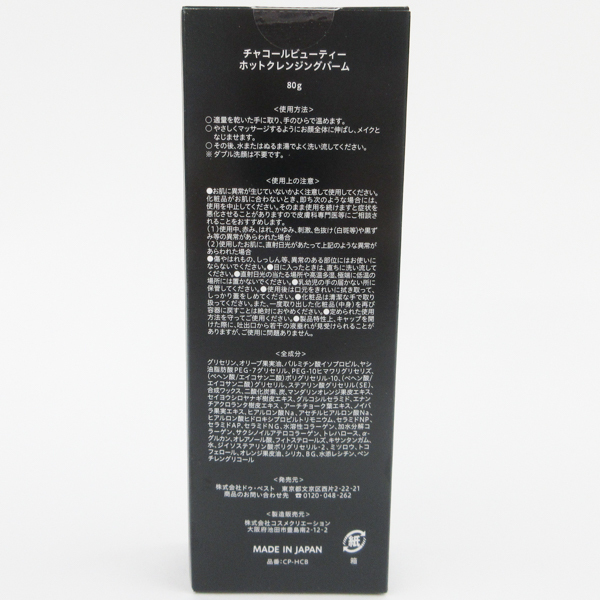 チャコールビューティー
ホットクレンジングバーム
80g
<使用方法>
○ 適量を乾いた手に取り、手のひらで温めます。
○ やさしくマッサージするようにお顔全体に伸ばし、メイクと
なじませます。
○ その後、水またはぬるま湯でよく洗い流してください。
※ ダブル洗顔は不要です。
<使用上の注意>
●お肌に異常が生じていないかよく注意して使用してください。
化粧品がお肌に合わないとき、即ち次のような場合には、
使用を中止してください。そのまま使用を続けますと症状を
悪化させることがありますので皮膚科専門医等にご相談さ
れることをおすすめします。
(1)使用中、赤み、はれ、かゆみ、刺激、色抜け(白斑等)や黒ず
み等の異常があらわれた場合
(2)使用したお肌に、直射日光があたって上記のような異常が
あらわれた場合
●傷やはれもの、しっしん等、異常のある部位にはお使いに
ならないでください。●目に入ったときは、直ちに洗い流して
ください。●直射日光の当たる場所や高温多湿、極端に低温の
場所には置かないでください。●乳幼児の手の届かない所に
保管してください。●使用後は口元をきれいに拭き取って、
しっかり蓋をしめてください。●化粧品は清潔な手で取り
扱ってください。また、一度取り出した化粧品(中身)を再び
容器に戻すことは絶対におやめください。●定められた使用
方法を守ってご使用ください。●製品特性上、キャップを開
けた際に、吐出口から若干の液垂れが見受けられることが
ありますが、ご使用に問題ありません。
<全成分>
グリセリン、オリーブ果実油、パルミチン酸イソプロピル、ヤシ
油脂肪酸PEG-7グリセリル、PEG-10ヒマワリグリセリズ、
(ベヘン酸/エイコサン二酸)ポリグリセリル-10、(ベヘン酸/
エイコサン二酸)グリセリル、ステアリン酸グリセリル(SE)、
合成ワックス、二酸化炭素、炭、マンダリンオレンジ果皮エキス、
セイヨウシロヤナギ樹皮エキス、グルコシルセラミド、エナン
チアクロランタ樹皮エキス、アーチチョーク葉エキス、ノイバ
ラ果実エキス、ヒアルロン酸Na、アセチルヒアルロン酸Na、
ヒアルロン酸ヒドロキシプロピルトリモニウム、セラミドNP、
セラミドAP、セラミドNG、水溶性コラーゲン、加水分解コ
ラーゲン、サクシノイルアテロコラーゲン、トレハロース、α-
グルカン、オレアノール酸、フィトステロールズ、キサンタンガム、
水、ジイソステアリン酸ポリグリセリル-2、ミツロウ、トコ
フェロール、オレンジ果皮油、シリカ、BG、水添レシチン、ペン
チレングリコール
<発売元>
株式会社ドゥ・ベスト 東京都文京区西片2-22-21
商品のお問い合わせ先 ☎0120-048-262
<製造販売元>
株式会社コスメクリエーション
大阪府池田市豊島南2-12-2
MADE IN JAPAN
品番:CP-HCB
紙
箱